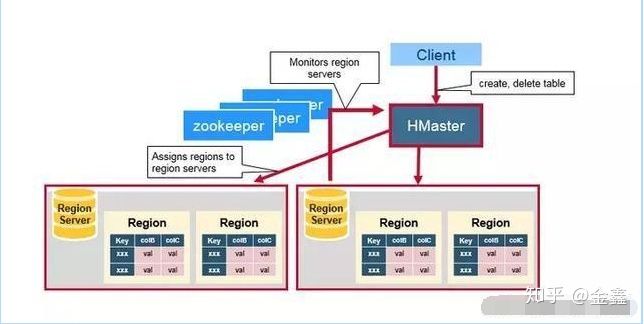 Monitors region
servers
Client
create, delete table
zookeeper
HMaster
Assigns regions to
region servers
Region
Server
Region
Key colB colC
xxx val val
xxx val val
Region
Key colB colC
xxx val val
xxx val val
Region
Server
Region
Key colB colC
xxx val val
xxx val val
Region
Key colB colC
xxx val val
xxx val val
知乎 @金鑫